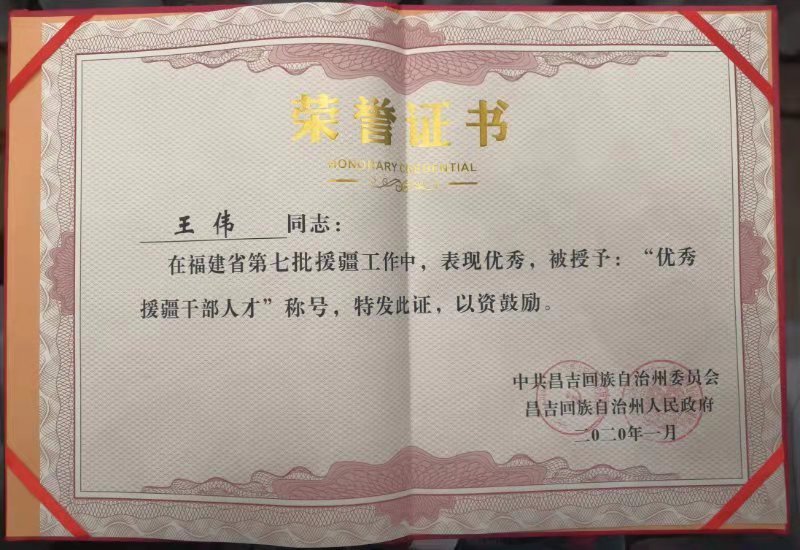 荣誉证书
HONORARY CREDENTIAL
王伟 同志：
在福建省第七批援疆工作中，表现优秀，被授予：“优秀
援疆干部人才”称号，特发此证，以资鼓励。
中共昌吉回族自治州委员会
昌吉回族自治州人民政府
二〇二〇年一月